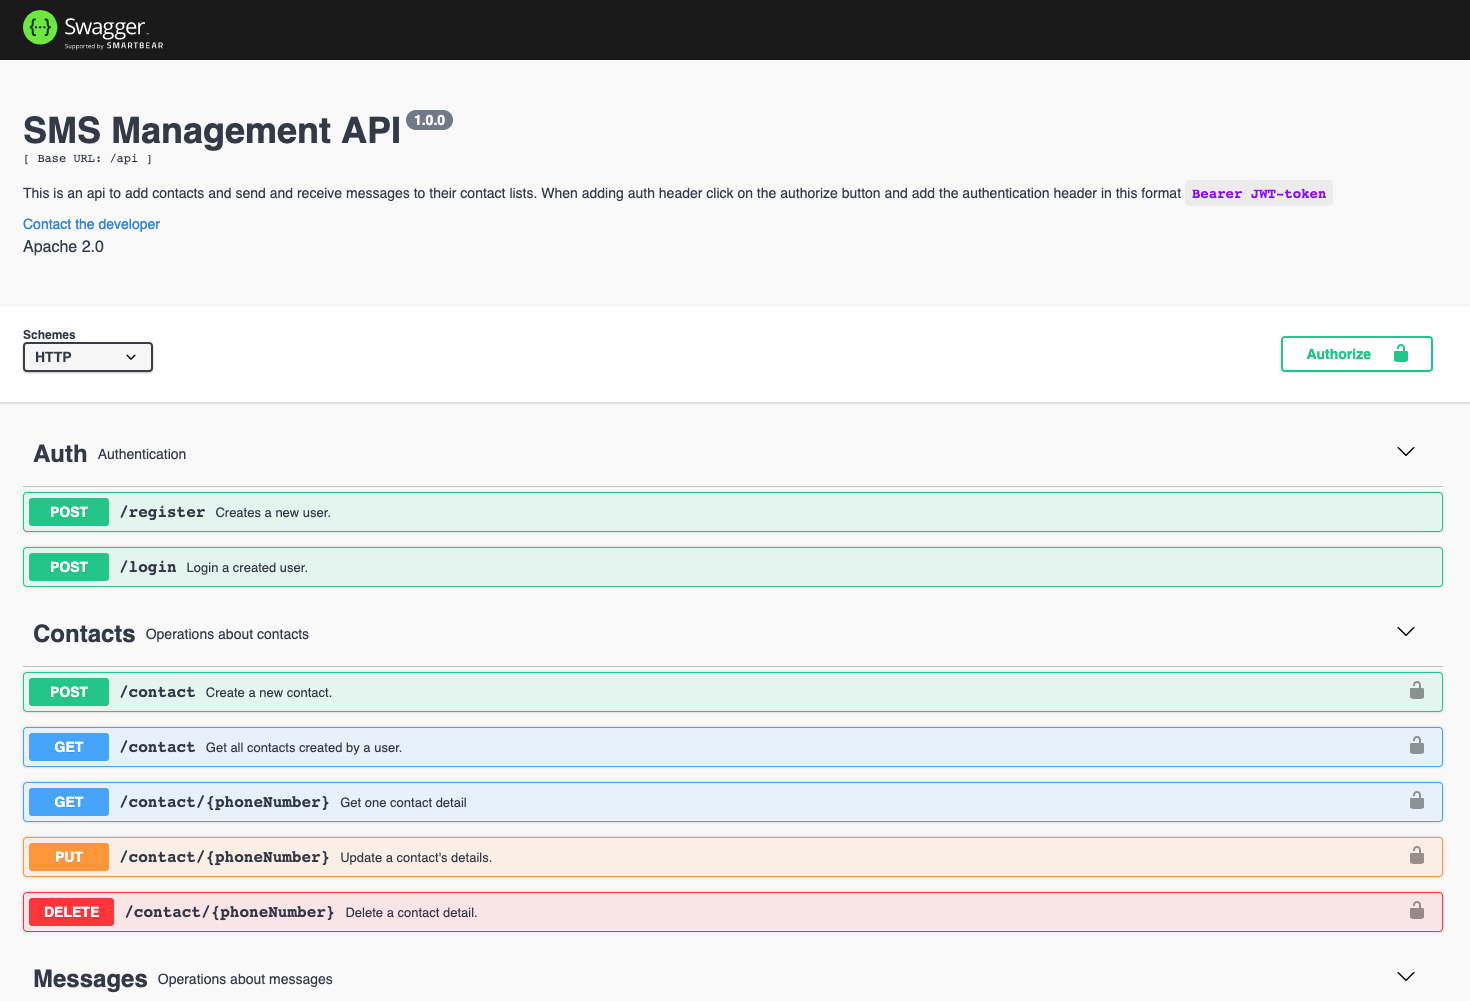 {···} Swagger.
Supported by SMARTBEAR
SMS Management API 1.0.0
[ Base URL: /api ]
This is an api to add contacts and send and receive messages to their contact lists. When adding auth header click on the authorize button and add the authentication header in this format Bearer JWT-token
Contact the developer
Apache 2.0
Schemes
HTTP
Authorize
Auth Authentication
POST /register Creates a new user.
POST /login Login a created user.
Contacts Operations about contacts
POST /contact Create a new contact.
GET /contact Get all contacts created by a user.
GET /contact/{phoneNumber} Get one contact detail
PUT /contact/{phoneNumber} Update a contact's details.
DELETE /contact/{phoneNumber} Delete a contact detail.
Messages Operations about messages